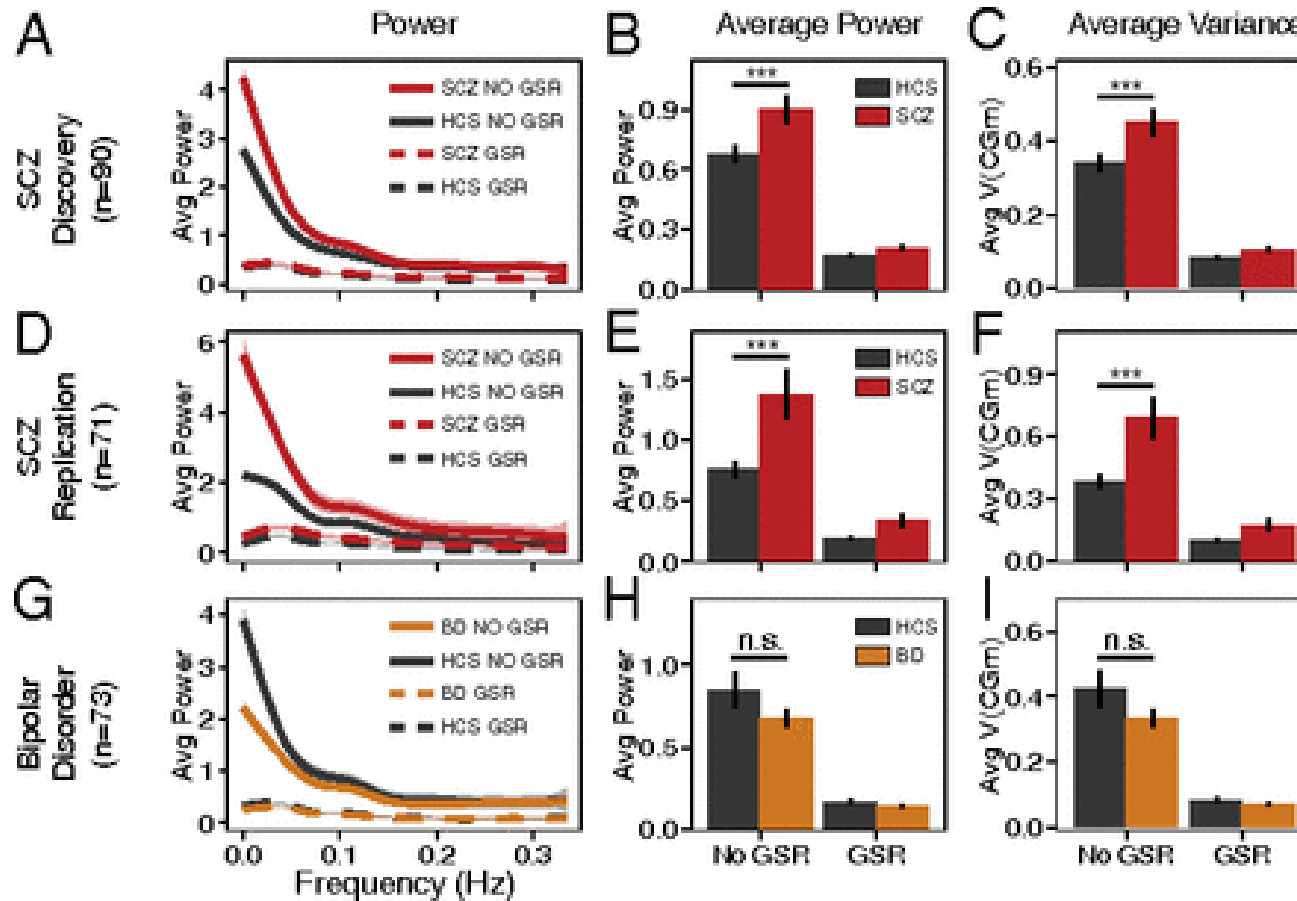 A
Power
B
Average Power
C
Average Variance
SCZ
Discovery
(n=90)
Avg Power
4
3
2
1
0
SCZ NO GSR
HCS NO GSR
SCZ GSR
HCS GSR
Avg Power
0.9
0.6
0.3
0.0
***
HCS
SCZ
Avg V(CGm)
0.6
0.4
0.2
0.0
***
HCS
SCZ
D
E
F
SCZ
Replication
(n=71)
Avg Power
6
4
2
0
SCZ NO GSR
HCS NO GSR
SCZ GSR
HCS GSR
Avg Power
1.5
1.0
0.5
0.0
***
HCS
SCZ
Avg V(CGm)
0.9
0.6
0.3
0.0
***
HCS
SCZ
G
H
I
Bipolar
Disorder
(n=73)
Avg Power
4
3
2
1
0
BD NO GSR
HCS NO GSR
BD GSR
HCS GSR
0.0
0.1
0.2
0.3
Frequency (Hz)
Avg Power
1.0
0.5
0.0
n.s.
HCS
BD
No GSR
GSR
Avg V(CGm)
0.6
0.4
0.2
0.0
n.s.
HCS
BD
No GSR
GSR